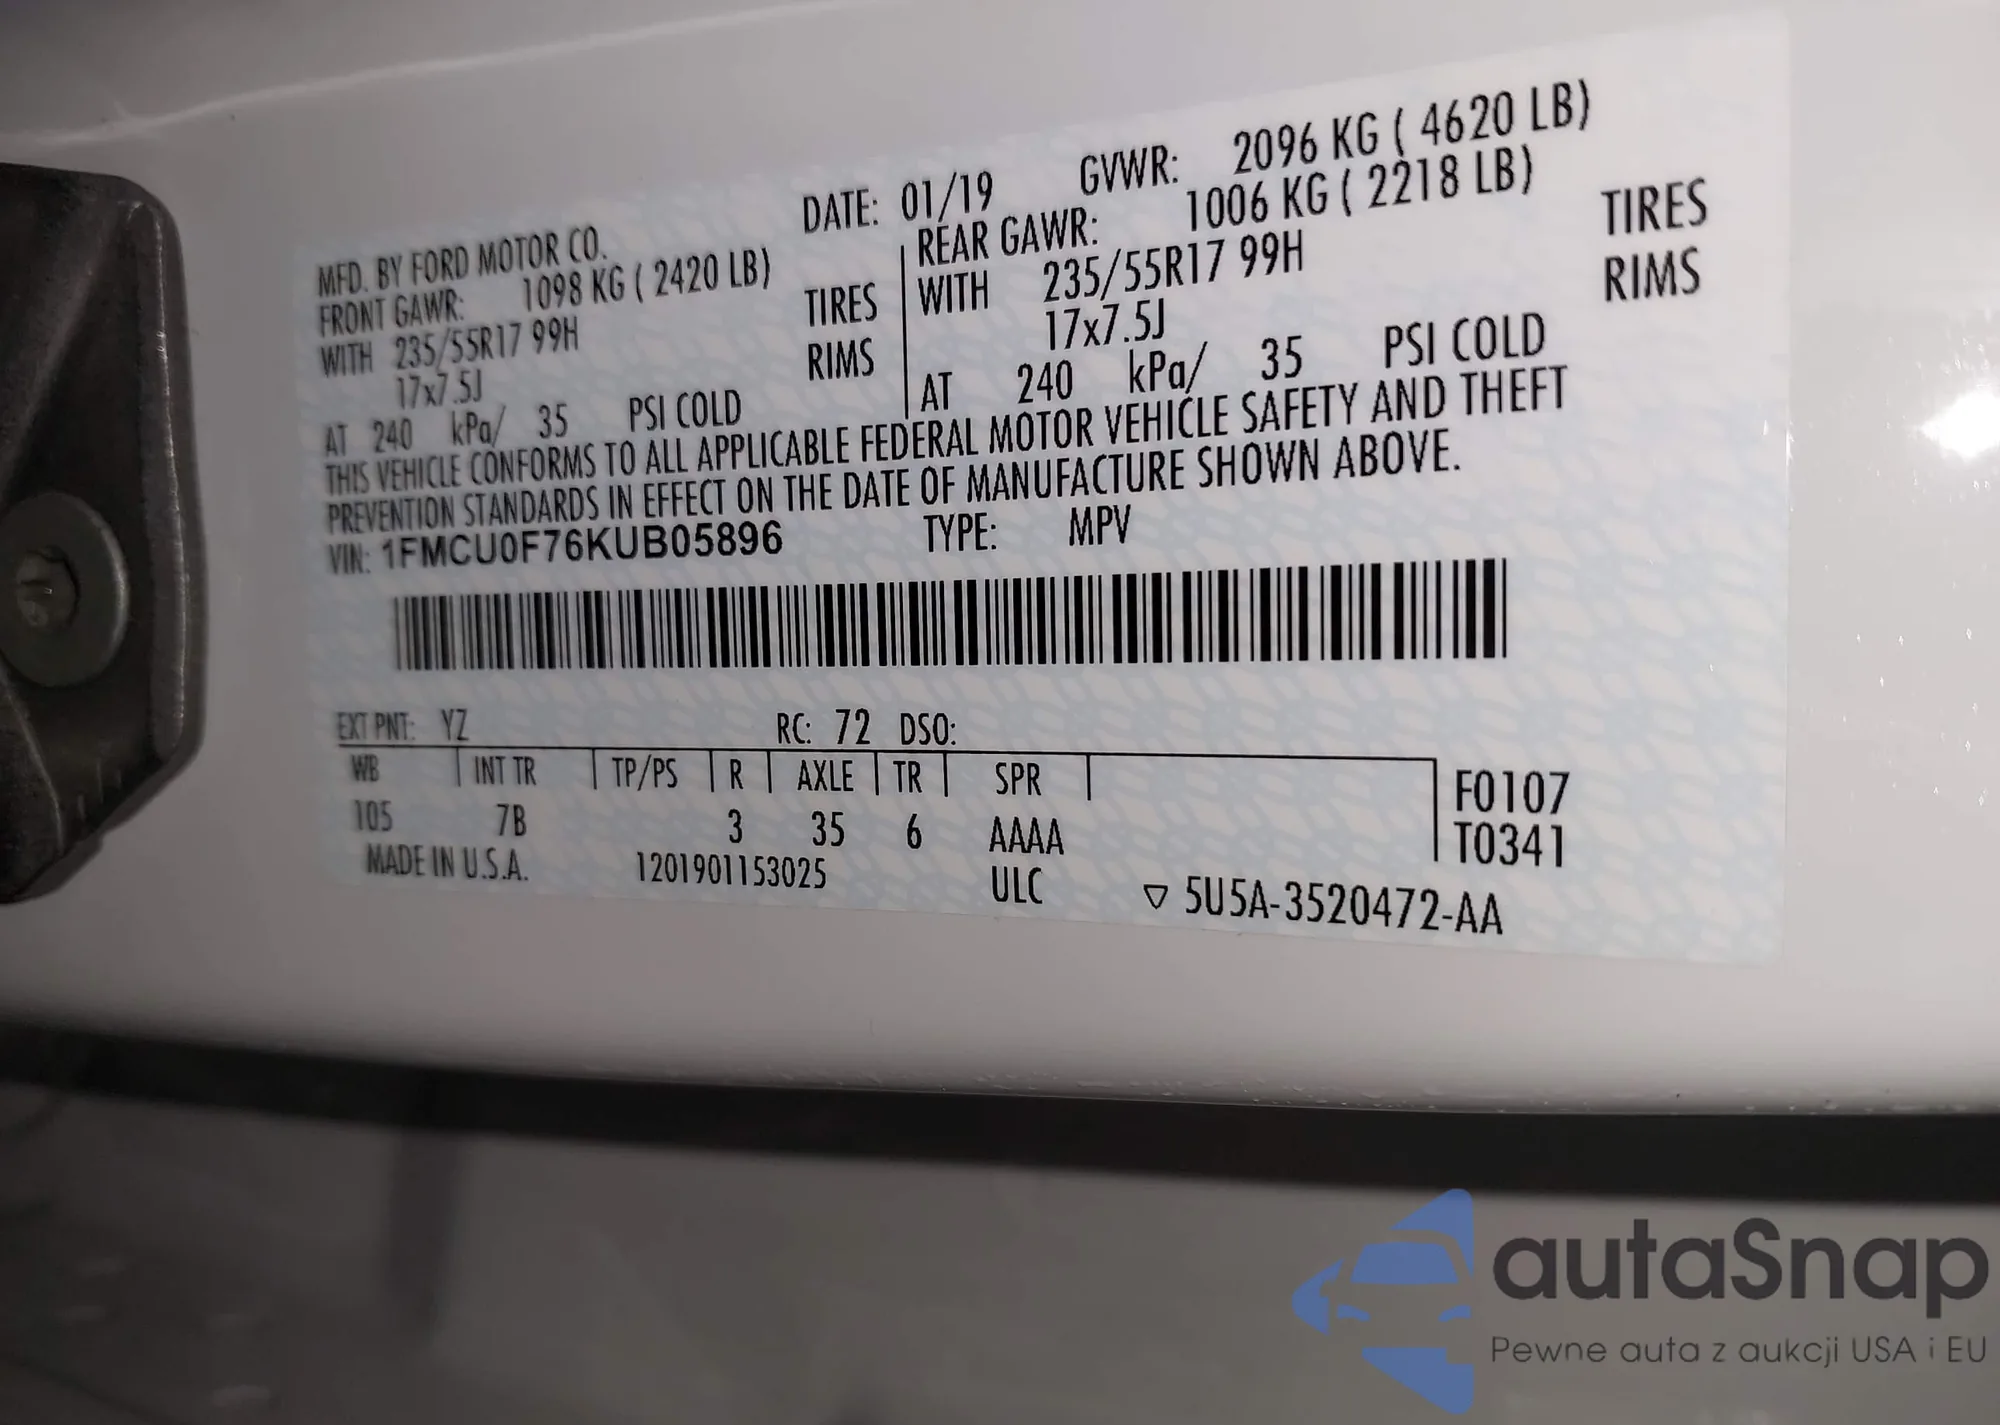 DATE: 01/19 GVWR: 2096 KG ( 4620 LB)
MFD. BY FORD MOTOR CO.
FRONT GAWR: 1098 KG ( 2420 LB)
WITH 235/55R17 99H TIRES
17x7.5J RIMS
AT 240 kPa/ 35 PSI COLD
REAR GAWR: 1006 KG ( 2218 LB)
WITH 235/55R17 99H TIRES
17x7.5J RIMS
AT 240 kPa/ 35 PSI COLD
THIS VEHICLE CONFORMS TO ALL APPLICABLE FEDERAL MOTOR VEHICLE SAFETY AND THEFT
PREVENTION STANDARDS IN EFFECT ON THE DATE OF MANUFACTURE SHOWN ABOVE.
VIN: 1FMCU0F76KUB05896 TYPE: MPV
EXT PNT: YZ RC: 72 DSO:
WB INT TR TP/PS R AXLE TR SPR
105 7B 3 35 6 AAAA
F0107
T0341
MADE IN U.S.A. 1201901153025 ULC ▽ 5U5A-3520472-AA
autaSnap
Pewne auta z aukcji USA i EU